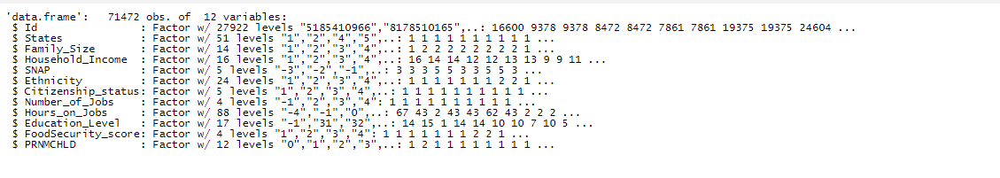 'data.frame':   71472 obs. of  12 variables:
 $ Id                : Factor w/ 27922 levels "5185410966","8178510165",..: 16600 9378 9378 8472 8472 7861 7861 19375 19375 24604 ...
 $ States            : Factor w/ 51 levels "1","2","4","5",..: 1 1 1 1 1 1 1 1 1 1 ...
 $ Family_Size       : Factor w/ 14 levels "1","2","3","4",..: 1 2 2 2 2 2 2 2 2 1 ...
 $ Household_Income  : Factor w/ 16 levels "1","2","3","4",..: 16 14 14 12 12 13 13 9 9 11 ...
 $ SNAP              : Factor w/ 5 levels "-3","-2","-1",..: 3 3 3 5 5 3 3 5 5 3 ...
 $ Ethnicity         : Factor w/ 24 levels "1","2","3","4",..: 1 1 1 1 1 1 1 2 2 1 ...
 $ Citizenship_status: Factor w/ 5 levels "1","2","3","4",..: 1 1 1 1 1 1 1 1 1 1 ...
 $ Number_of_Jobs    : Factor w/ 4 levels "-1","2","3","4": 1 1 1 1 1 1 1 1 1 1 ...
 $ Hours_on_Jobs     : Factor w/ 88 levels "-4","-1","0",..: 67 43 2 43 43 62 43 2 2 2 ...
 $ Education_Level   : Factor w/ 17 levels "-1","31","32",..: 14 15 1 14 14 10 10 7 10 5 ...
 $ FoodSecurity_score: Factor w/ 4 levels "1","2","3","4": 1 1 1 1 1 1 1 2 2 1 ...
 $ PRNMCHLD          : Factor w/ 12 levels "0","1","2","3",..: 1 2 1 1 1 1 1 1 1 1 ...